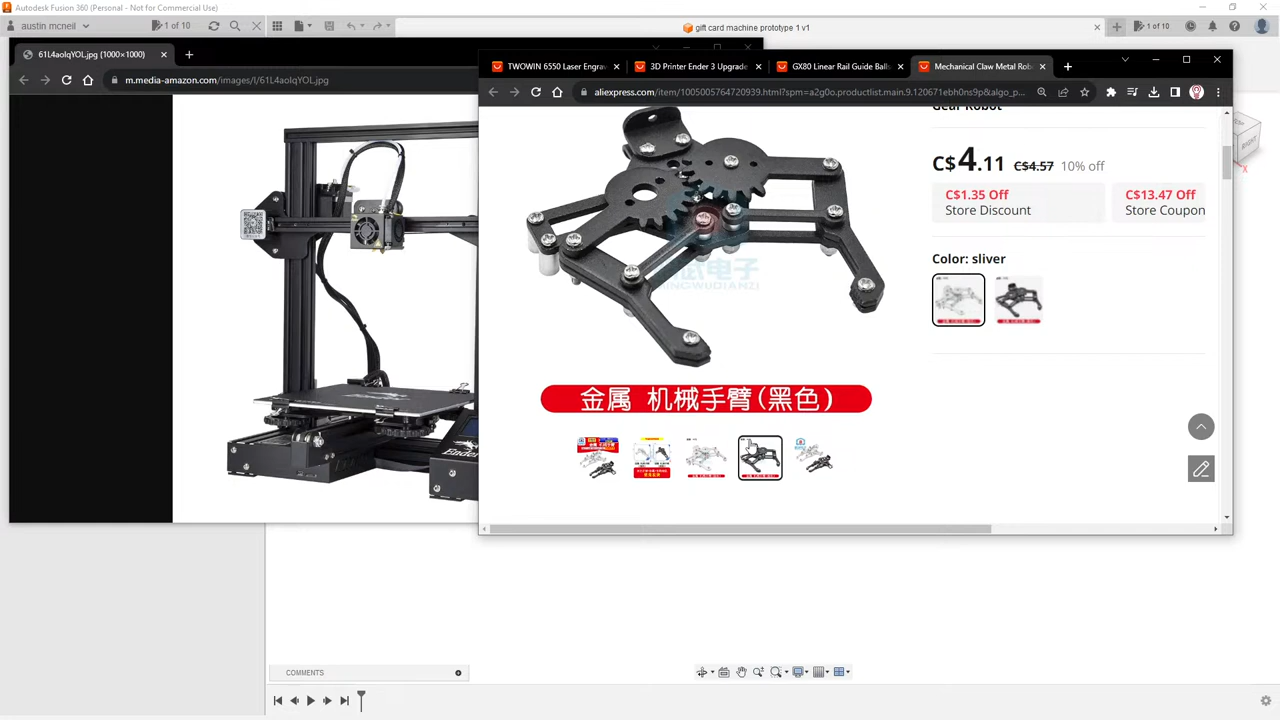 Autodesk Fusion 360 (Personal - Not for Commercial Use)
austin mcneil
1 of 10
gift card machine prototype 1 v1
1 of 10
61L4aolqYOL.jpg (1000×1000)
m.media-amazon.com/images/I/61L4aolqYOL.jpg
TWOWIN 6550 Laser Engrav
3D Printer Ender 3 Upgrade
GX80 Linear Rail Guide Balls
Mechanical Claw Metal Rob
aliexpress.com/item/1005005764720939.html?spm=a2g0o.productlist.main.9.120671ebh0ns9p&algo_p...
Gear Robot
C$4.11 C$4.57 10% off
C$1.35 Off
Store Discount
C$13.47 Off
Store Coupon
Color: sliver
金属 机械手臂(黑色)
COMMENTS
RIGHT
X